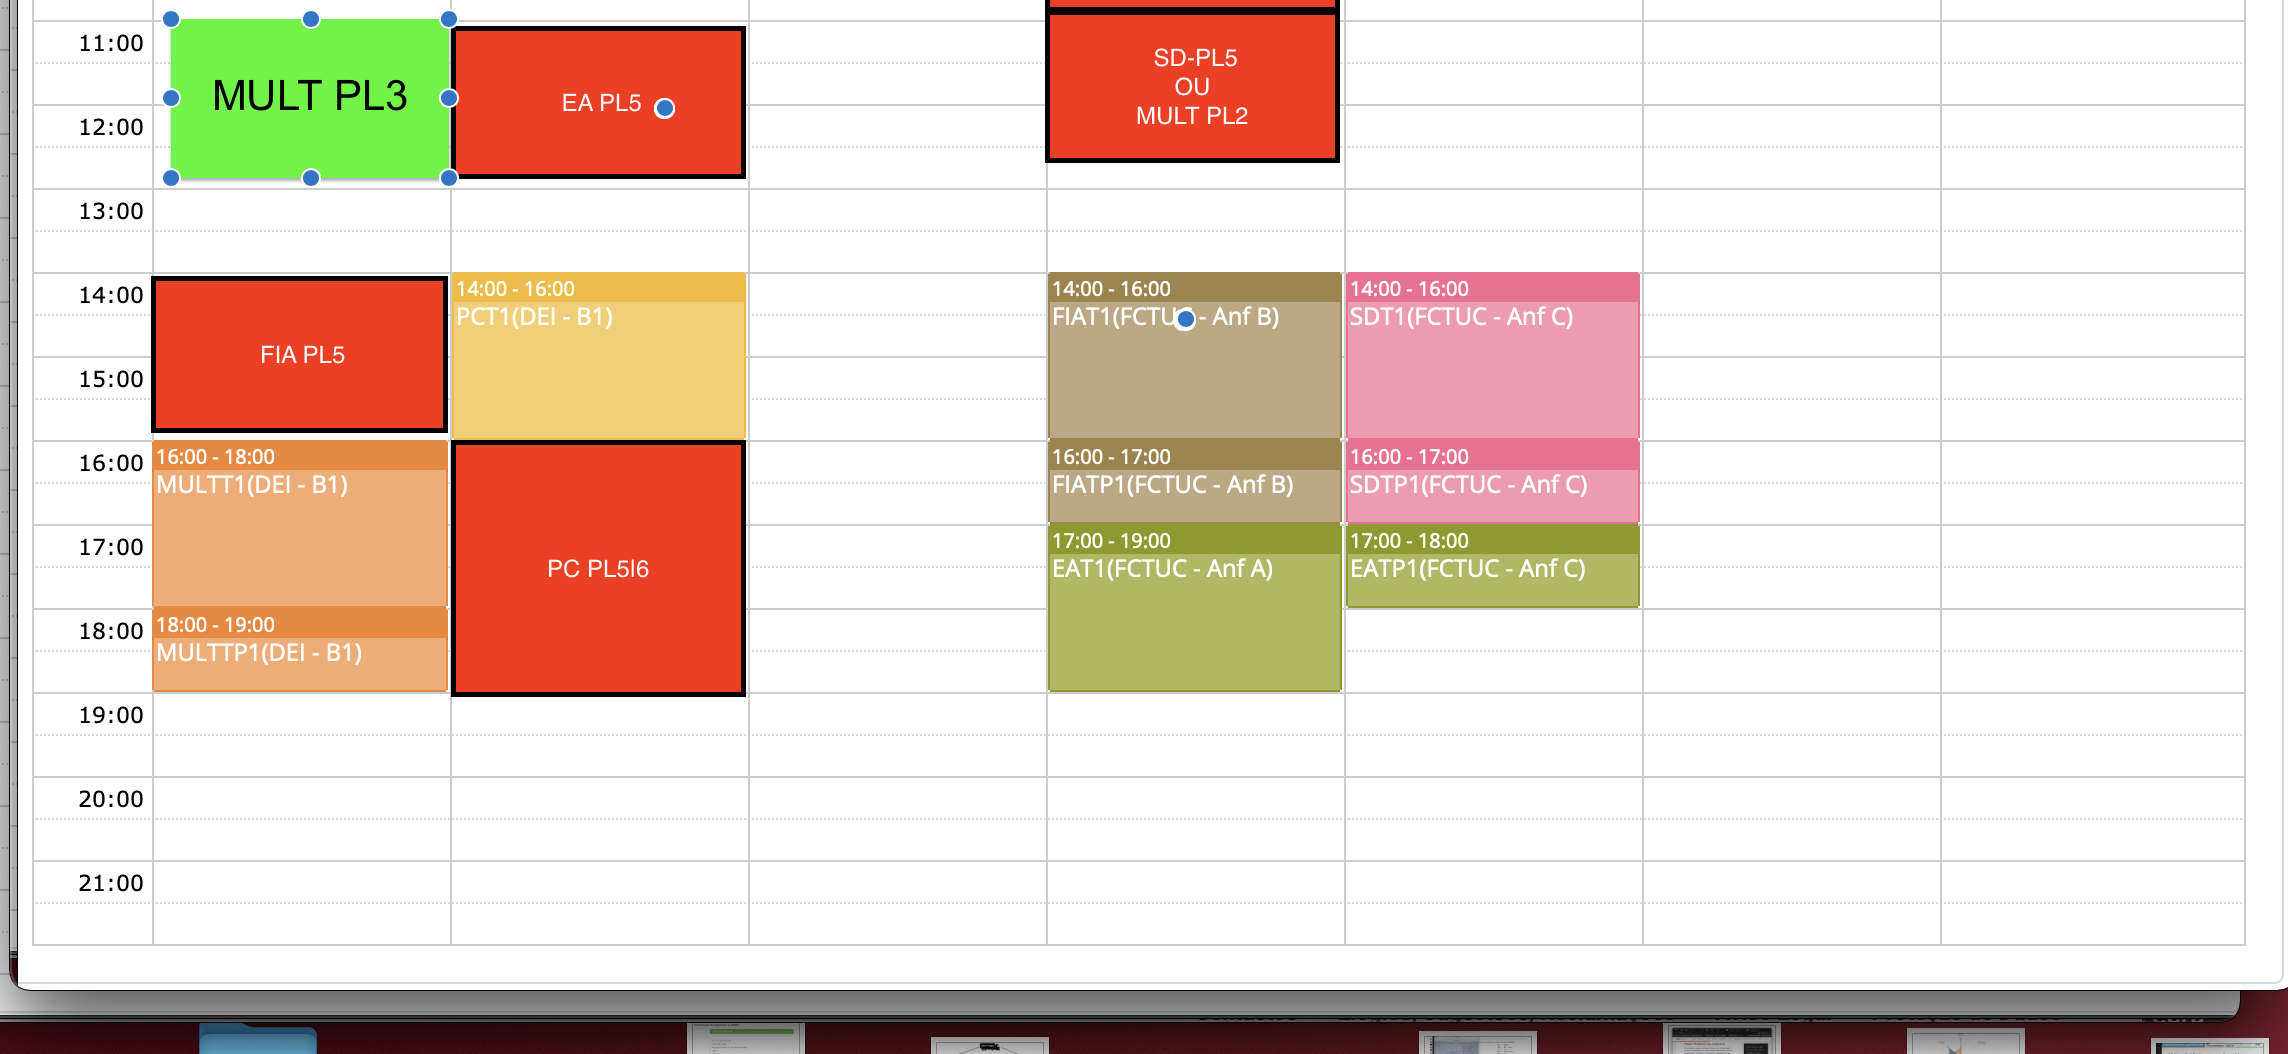 11:00
12:00
13:00
14:00
15:00
16:00
17:00
18:00
19:00
20:00
21:00
MULT PL3
FIA PL5
16:00 - 18:00
MULTT1(DEI - B1)
18:00 - 19:00
MULTTP1(DEI - B1)
EA PL5
14:00 - 16:00
PCT1(DEI - B1)
PC PL5|6
SD-PL5
OU
MULT PL2
14:00 - 16:00
FIAT1(FCTUC - Anf B)
16:00 - 17:00
FIATP1(FCTUC - Anf B)
17:00 - 19:00
EAT1(FCTUC - Anf A)
14:00 - 16:00
SDT1(FCTUC - Anf C)
16:00 - 17:00
SDTP1(FCTUC - Anf C)
17:00 - 18:00
EATP1(FCTUC - Anf C)